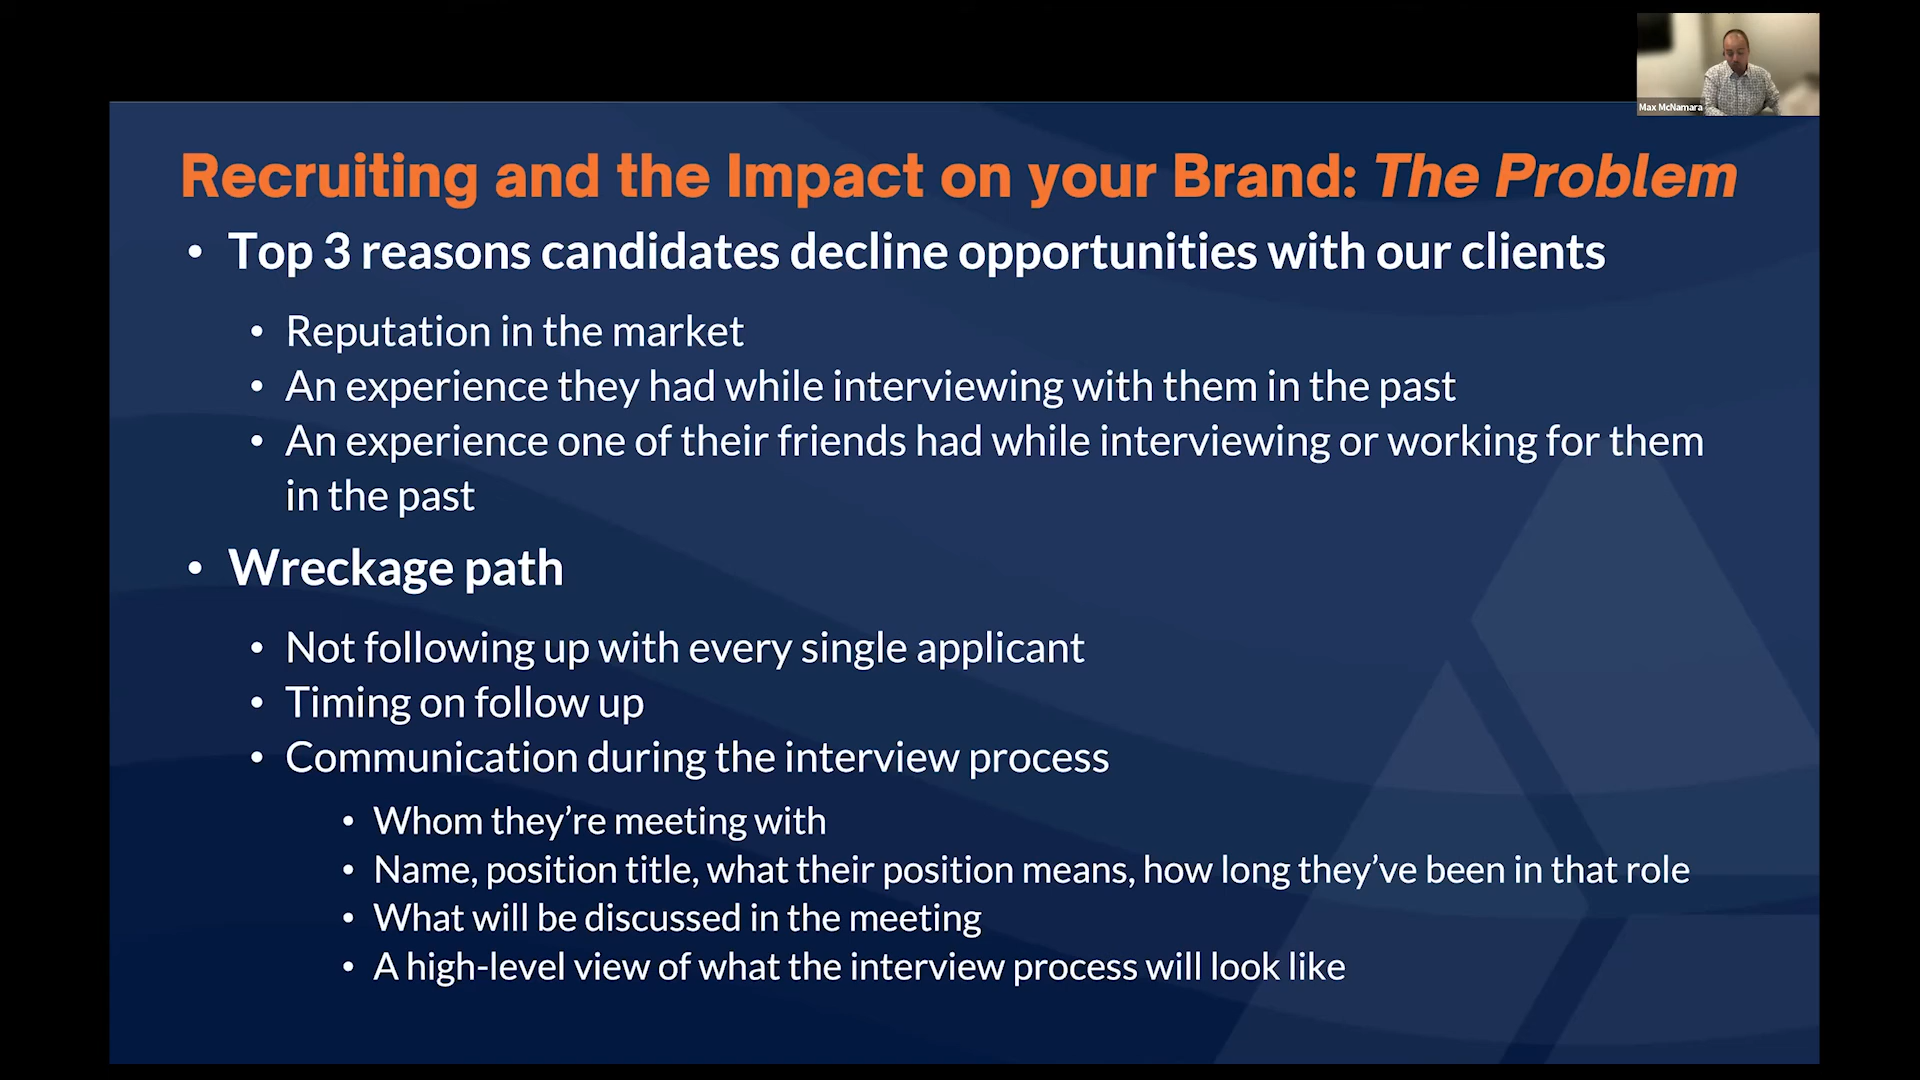 Max McNamara
Recruiting and the Impact on your Brand: The Problem
• Top 3 reasons candidates decline opportunities with our clients
• Reputation in the market
• An experience they had while interviewing with them in the past
• An experience one of their friends had while interviewing or working for them
in the past
• Wreckage path
• Not following up with every single applicant
• Timing on follow up
• Communication during the interview process
• Whom they’re meeting with
• Name, position title, what their position means, how long they’ve been in that role
• What will be discussed in the meeting
• A high-level view of what the interview process will look like